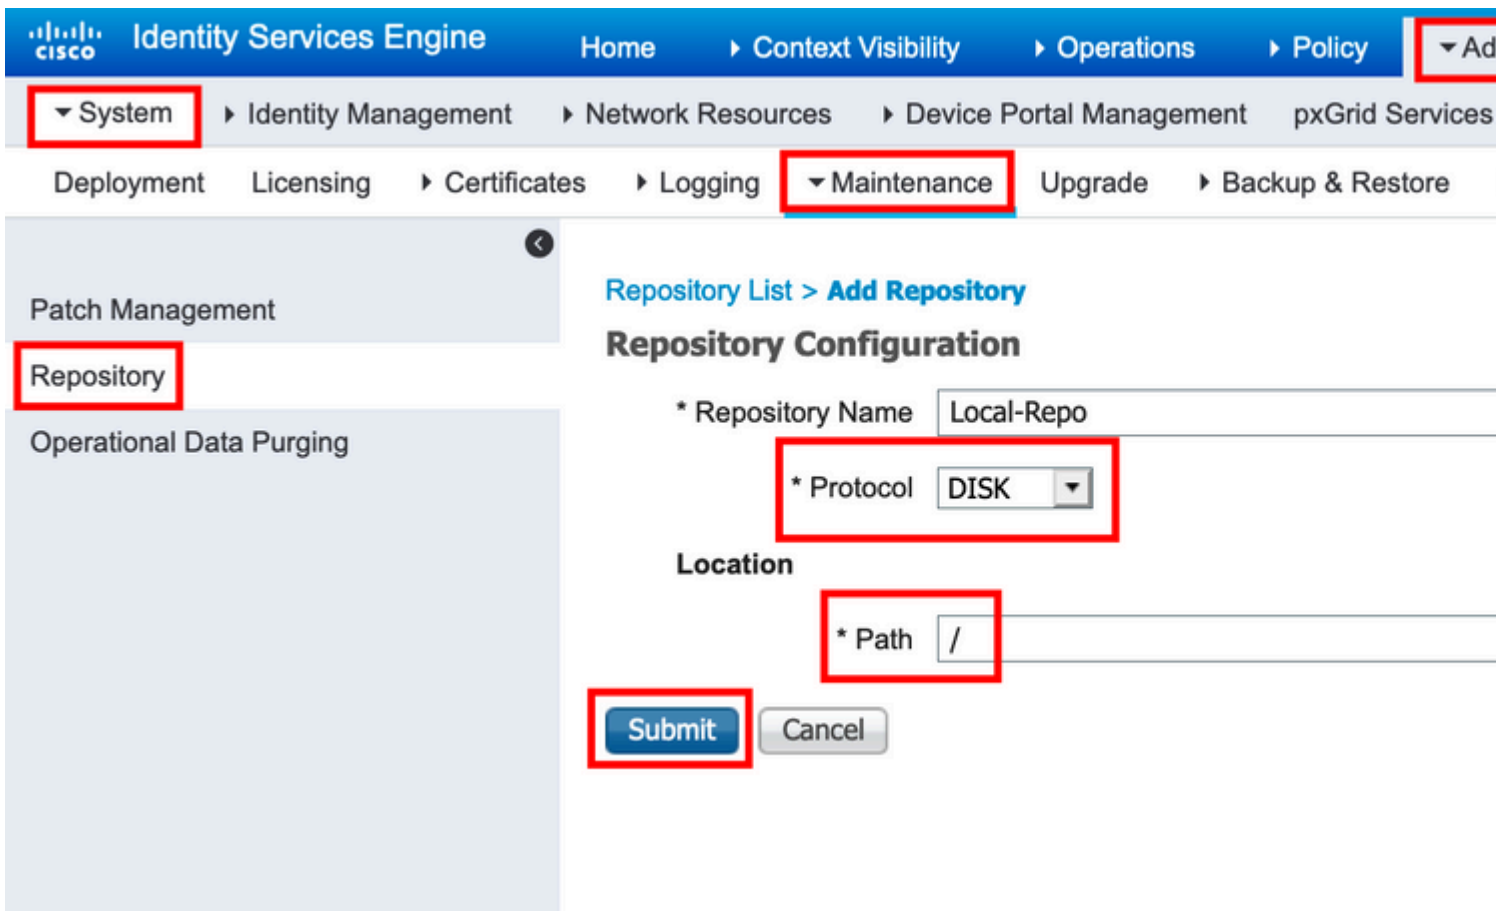 cisco Identity Services Engine Home Context Visibility Operations Policy Ad
System Identity Management Network Resources Device Portal Management pxGrid Services
Deployment Licensing Certificates Logging Maintenance Upgrade Backup & Restore
Patch Management
Repository
Operational Data Purging
Repository List > Add Repository
Repository Configuration
* Repository Name Local-Repo
* Protocol DISK
Location
* Path /
Submit Cancel